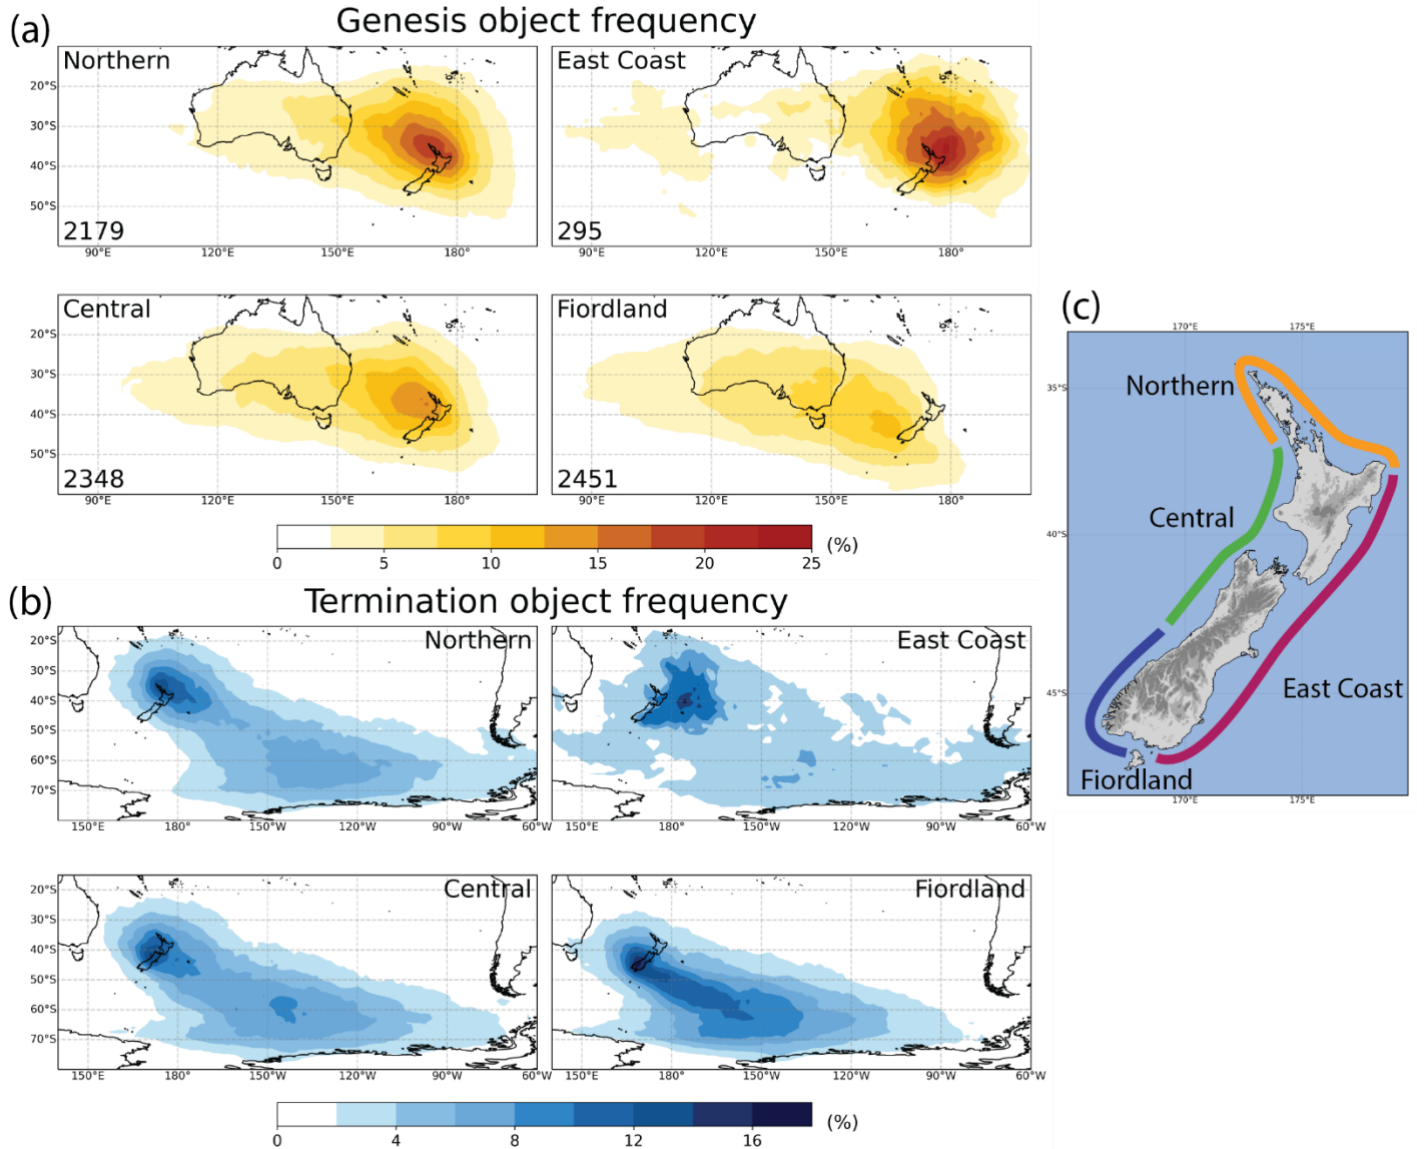 (a)
Genesis object frequency
Northern
East Coast
20°S
30°S
40°S
50°S
2179
295
90°E 120°E 150°E 180° 90°E 120°E 150°E 180°
Central
Fiordland
20°S
30°S
40°S
50°S
2348
2451
90°E 120°E 150°E 180° 90°E 120°E 150°E 180°
0 5 10 15 20 25 (%)
(b)
Termination object frequency
Northern
East Coast
20°S
30°S
40°S
50°S
60°S
70°S
150°E 180° 150°W 120°W 90°W 60°W 150°E 180° 150°W 120°W 90°W 60°W
Central
Fiordland
20°S
30°S
40°S
50°S
60°S
70°S
150°E 180° 150°W 120°W 90°W 60°W 150°E 180° 150°W 120°W 90°W 60°W
0 4 8 12 16 (%)
(c)
170°E 175°E
35°S
Northern
Central
40°S
East Coast
45°S
Fiordland
170°E 175°E